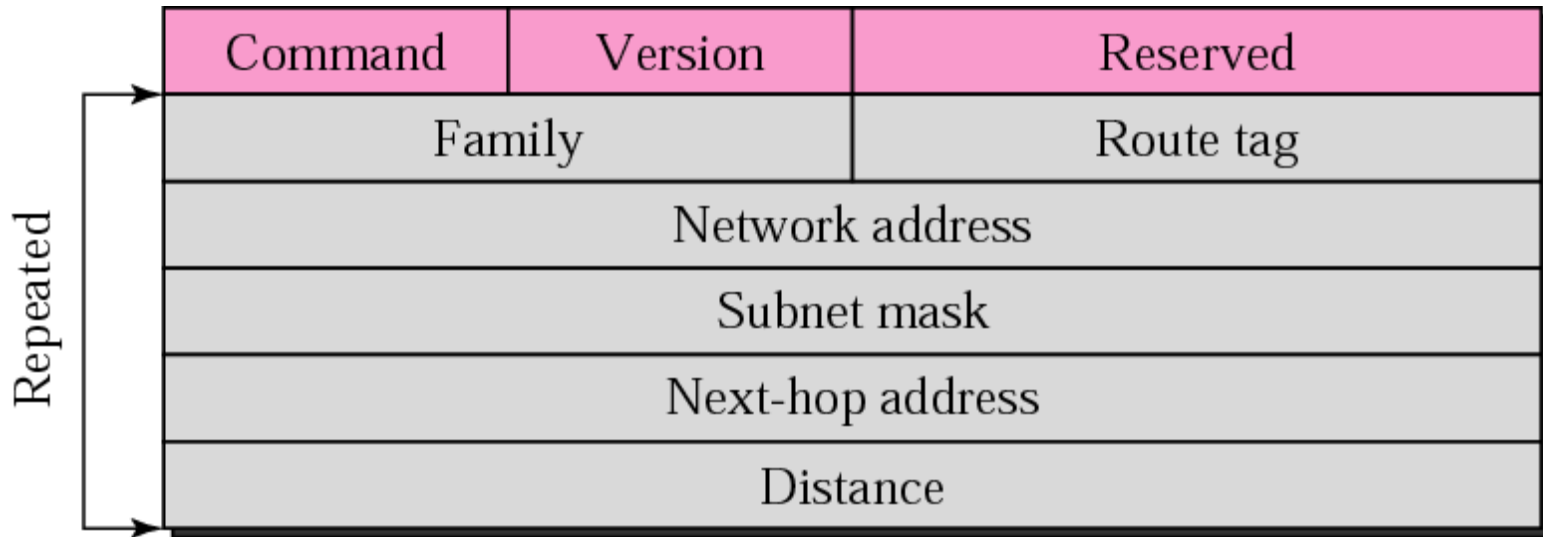 Command Version Reserved
Family Route tag
Network address
Subnet mask
Next-hop address
Distance
Repeated